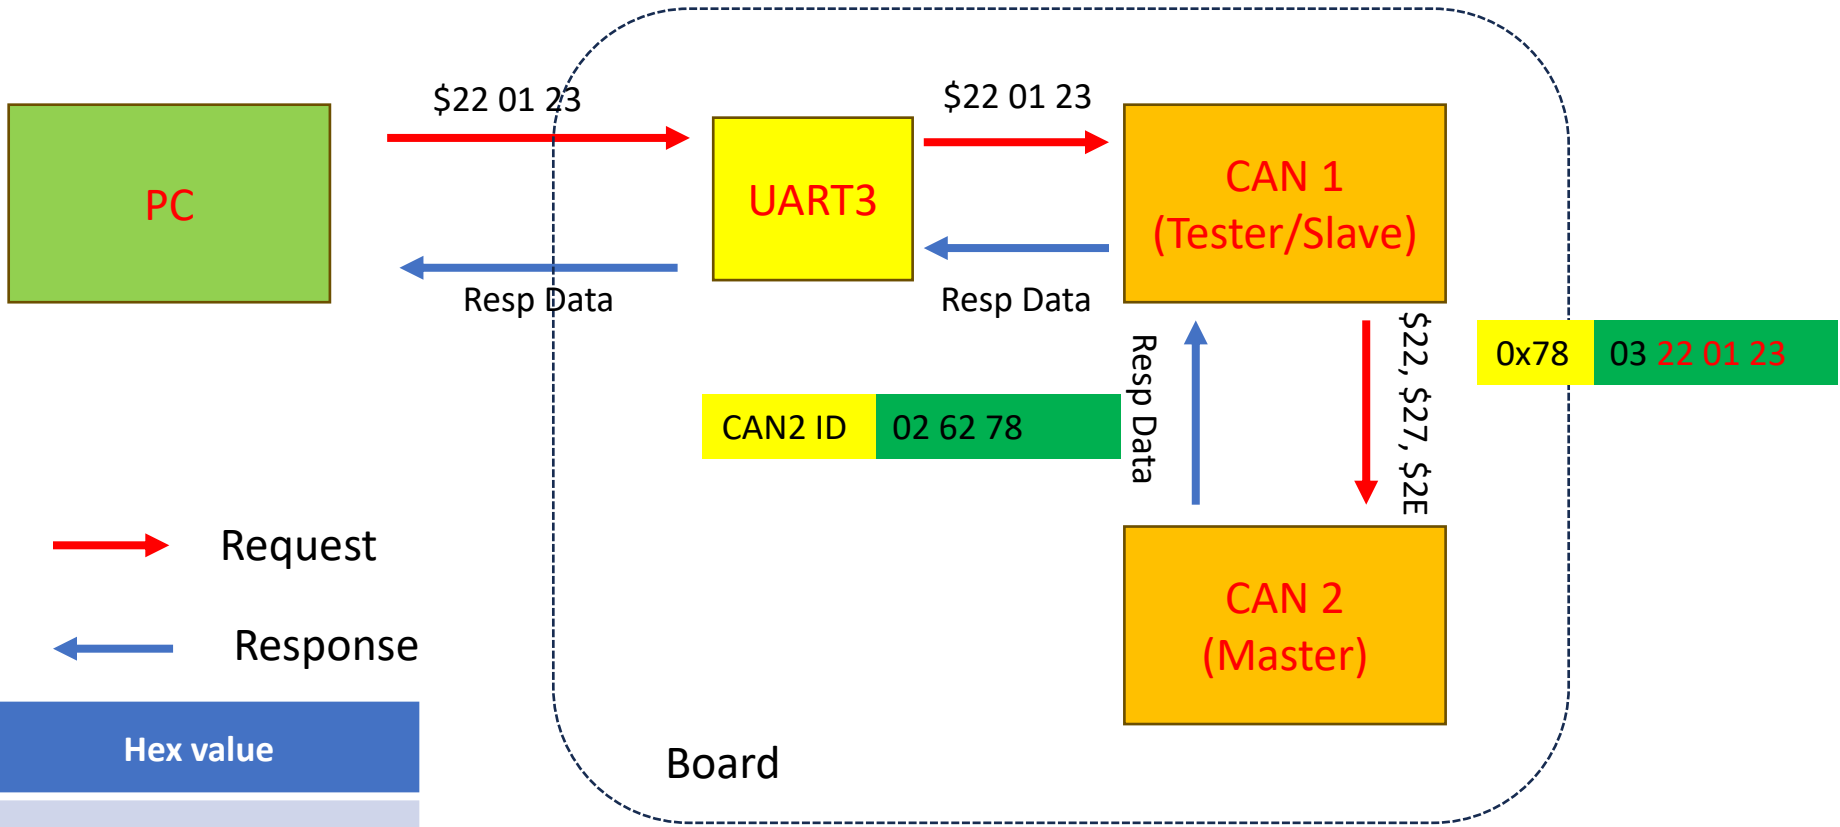 $22 01 23
$22 01 23
PC
UART3
CAN 1
(Tester/Slave)
Resp Data
Resp Data
Resp Data
$22, $27, $2E
0x78
03 22 01 23
CAN2 ID
02 62 78
Request
CAN 2
(Master)
Response
Hex value
Board